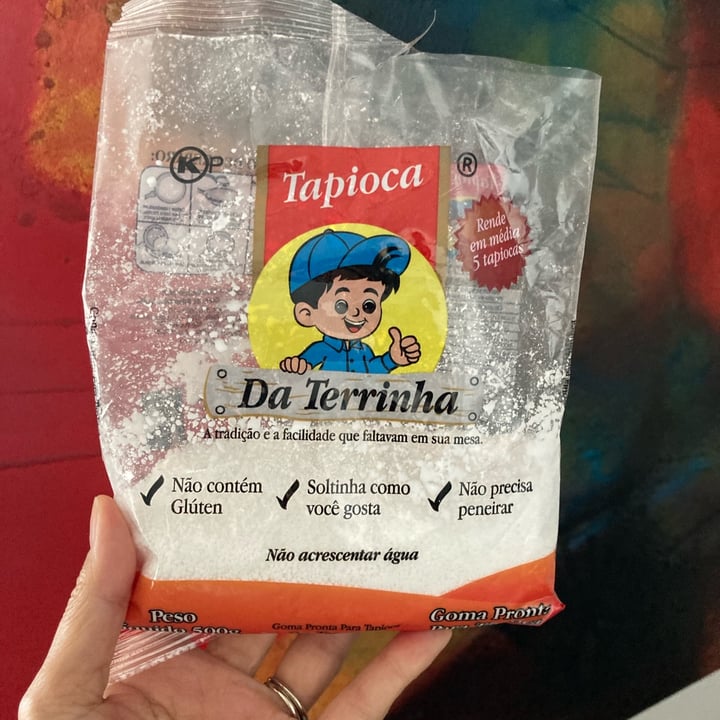 K P
Tapioca
®
Rende
em média
5 tapiocas
Da Terrinha
A tradição e a facilidade que faltavam em sua mesa.
Não contém
Glúten
Soltinha como
você gosta
Não precisa
peneirar
Não acrescentar água
Peso
500g
Goma Pronta Para Tapioca
Goma Pronta